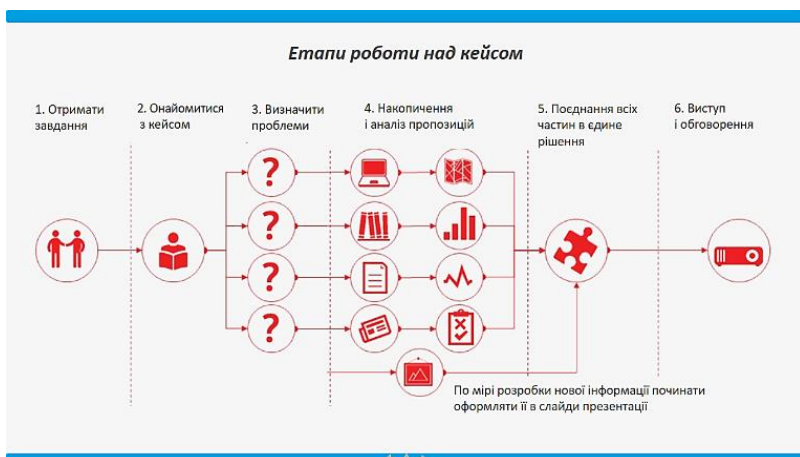 Етапи роботи над кейсом
1. Отримати
завдання
2. Онайомитися
з кейсом
3. Визначити
проблеми
4. Накопичення
і аналіз пропозицій
5. Поєднання всіх
частин в єдине
рішення
6. Виступ
і обговорення
?
?
?
?
По мірі розробки нової інформації починати
оформляти її в слайди презентації